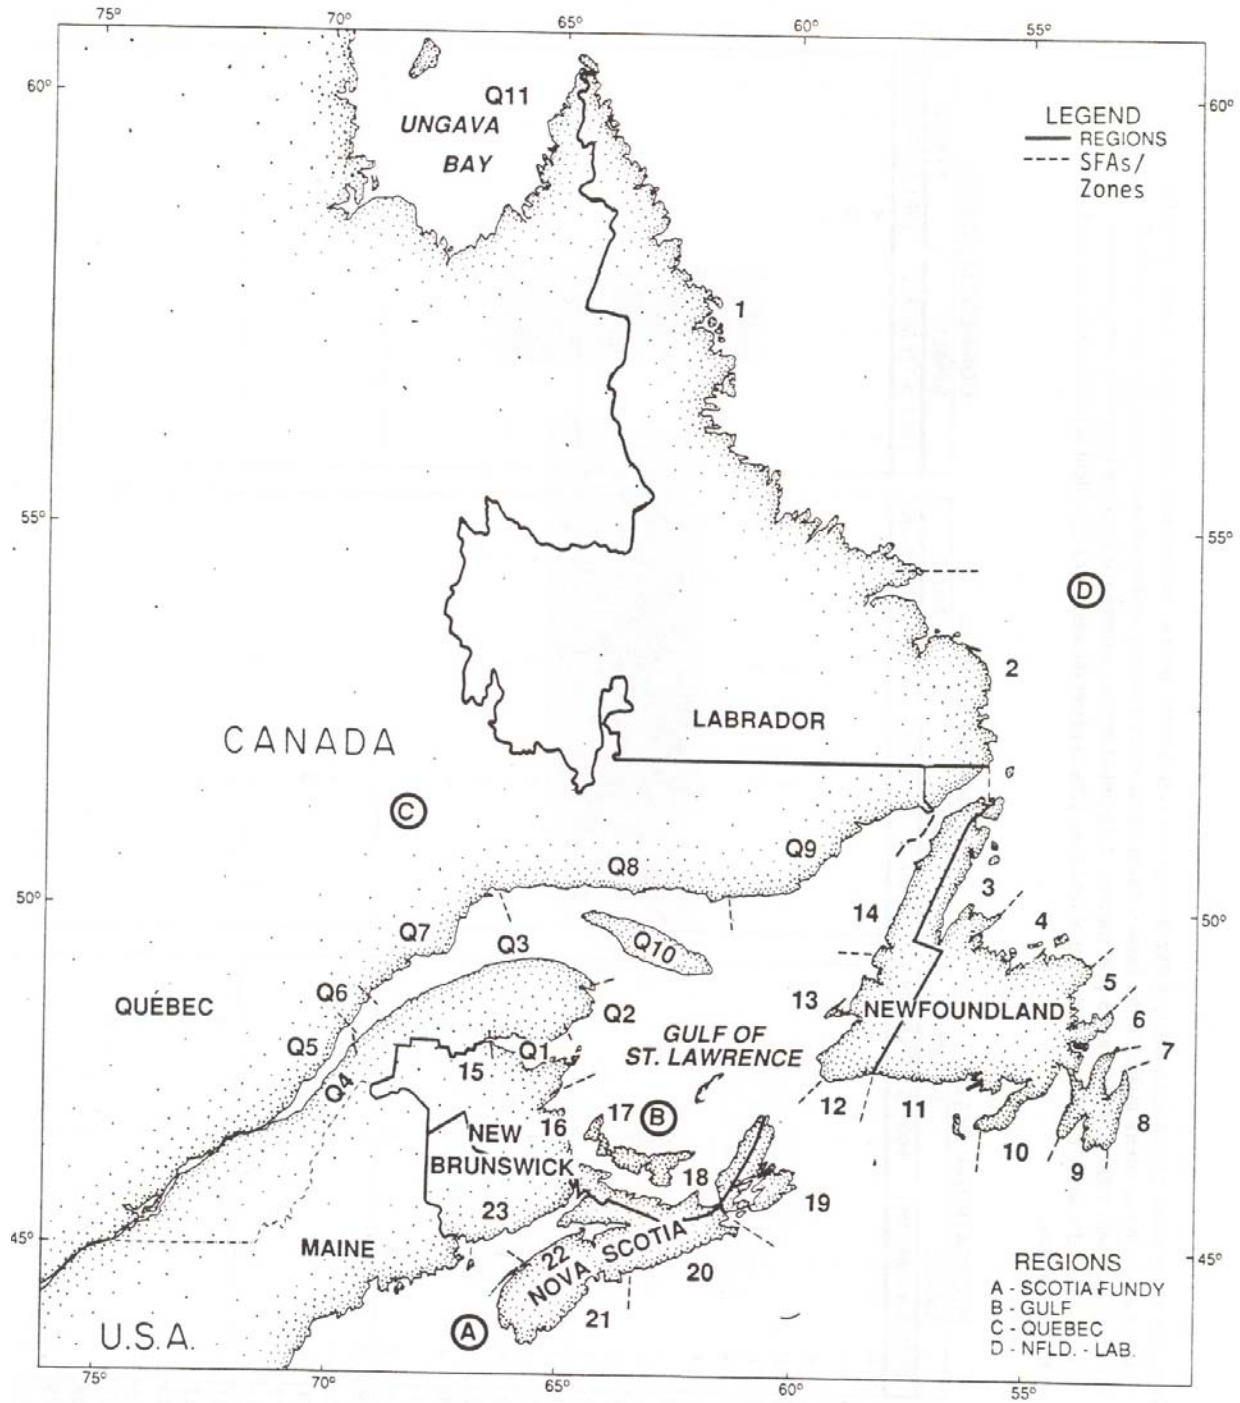 75°
70°
65°
60°
55°
60°
60°
Q11
UNGAVA
BAY
LEGEND
REGIONS
SFAs/
Zones
1
55°
55°
D
2
LABRADOR
CANADA
C
Q9
Q8
50°
50°
3
14
4
Q7
Q3
Q10
5
Q6
13
QUÉBEC
Q2
NEWFOUNDLAND
6
GULF OF
ST. LAWRENCE
Q5
Q1
7
15
Q4
12
11
17
B
8
16
10
NEW
BRUNSWICK
9
18
19
23
45°
45°
MAINE
22
NOVA SCOTIA
20
REGIONS
A - SCOTIA-FUNDY
B - GULF
C - QUEBEC
D - NFLD. - LAB.
21
A
U.S.A.
75°
70°
65°
60°
55°